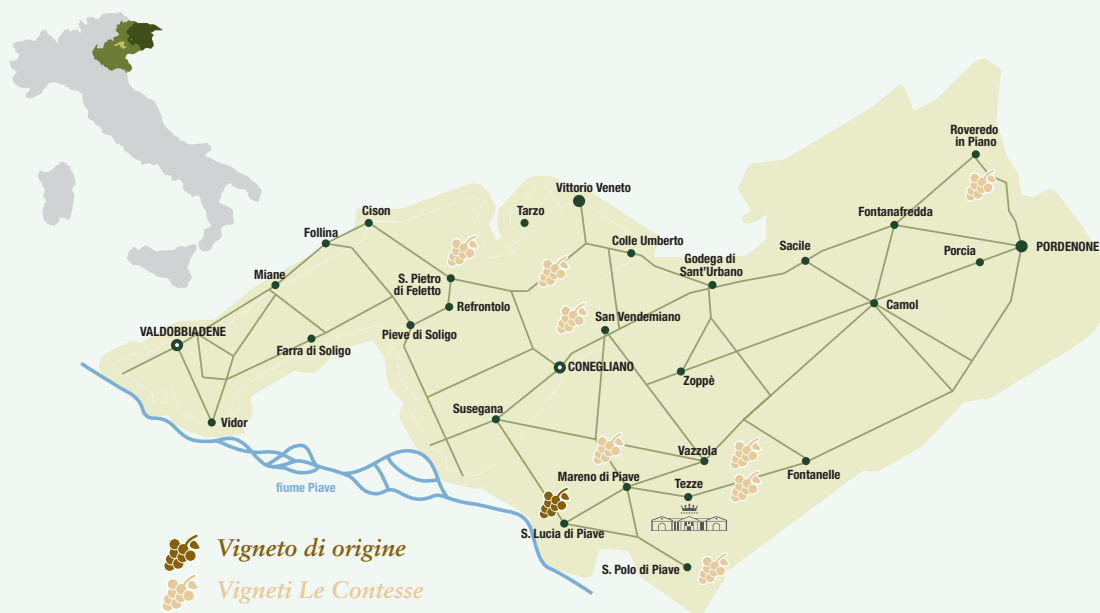 Roveredo
in Piano
Vittorio Veneto
Cison
Tarzo
Fontanafredda
Follina
Colle Umberto
Sacile
PORDENONE
Porcia
Godega di
Sant'Urbano
Miane
S. Pietro
di Feletto
Refrontolo
Camol
San Vendemiano
VALDOBBIADENE
Pieve di Soligo
Farra di Soligo
CONEGLIANO
Zoppè
Susegana
Vidor
Vazzola
Mareno di Piave
Tezze
Fontanelle
fiume Piave
S. Lucia di Piave
S. Polo di Piave
Vigneto di origine
Vigneti Le Contesse